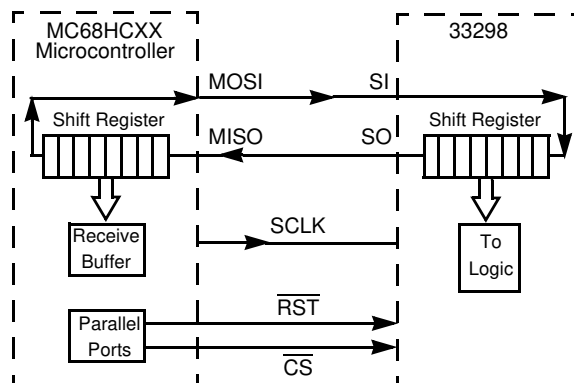 MC68HCXX
Microcontroller
33298
MOSI
SI
Shift Register
Shift Register
MISO
SO
Receive
Buffer
SCLK
To
Logic
Parallel
Ports
RST
CS